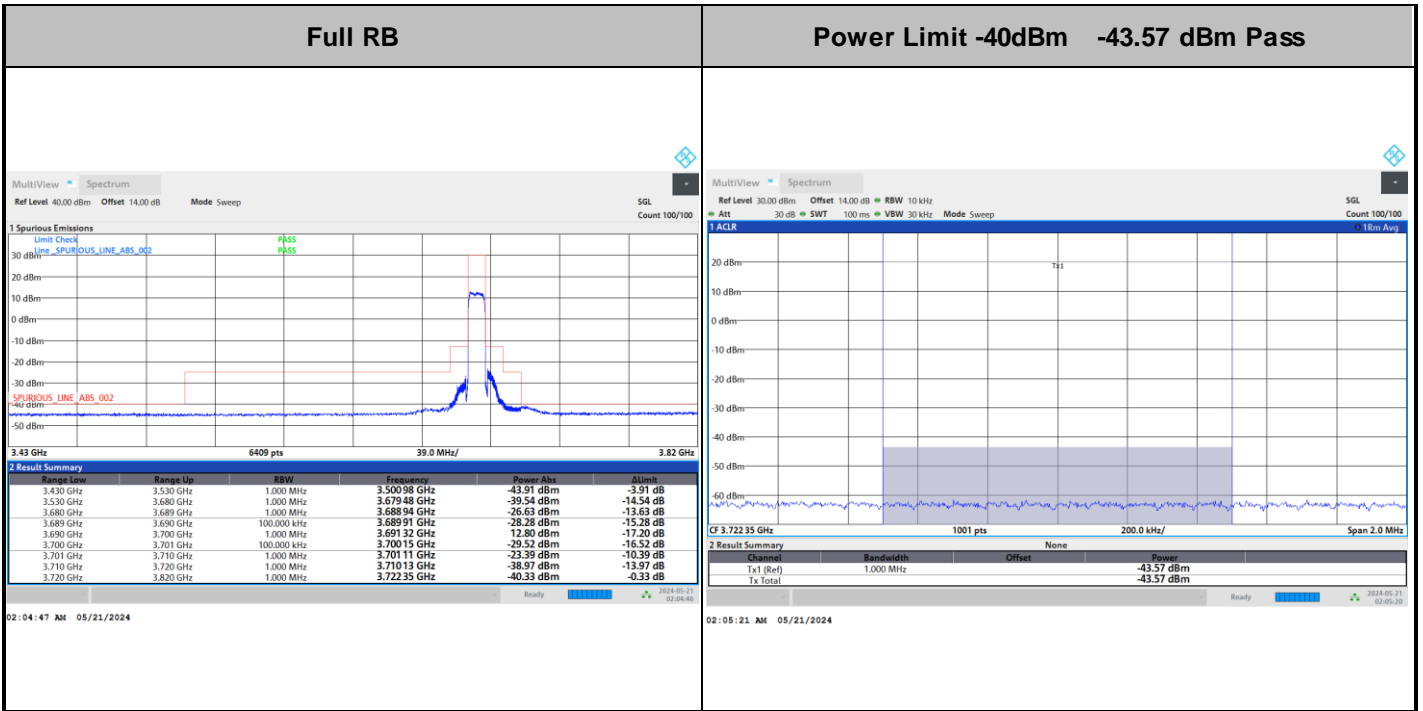 Full RB
Power Limit -40dBm -43.57 dBm Pass
MultiView Spectrum
Ref Level 40.00 dBm Offset 14.00 dB Mode Sweep SGL
Count 100/100
1 Spurious Emissions
Limit Check PASS
Line _SPURIOUS_LINE_ABS_002 PASS
30 dBm
20 dBm
10 dBm
0 dBm
-10 dBm
-20 dBm
-30 dBm
SPURIOUS_LINE_ABS_002
-40 dBm
-50 dBm
3.43 GHz 6409 pts 39.0 MHz/ 3.82 GHz
2 Result Summary
Range Low Range Up RBW Frequency Power Abs ΔLimit
3.430 GHz 3.530 GHz 1.000 MHz 3.50098 GHz -43.91 dBm -3.91 dB
3.530 GHz 3.680 GHz 1.000 MHz 3.67948 GHz -39.54 dBm -14.54 dB
3.680 GHz 3.689 GHz 1.000 MHz 3.68894 GHz -26.63 dBm -13.63 dB
3.689 GHz 3.690 GHz 100.000 kHz 3.68991 GHz -28.28 dBm -15.28 dB
3.690 GHz 3.700 GHz 1.000 MHz 3.69132 GHz 12.80 dBm -17.20 dB
3.700 GHz 3.701 GHz 100.000 kHz 3.70015 GHz -29.52 dBm -16.52 dB
3.701 GHz 3.710 GHz 1.000 MHz 3.70111 GHz -23.39 dBm -10.39 dB
3.710 GHz 3.720 GHz 1.000 MHz 3.71013 GHz -38.97 dBm -13.97 dB
3.720 GHz 3.820 GHz 1.000 MHz 3.72235 GHz -40.33 dBm -0.33 dB
Ready 2024-05-21
02:04:46
02:04:47 AM 05/21/2024
MultiView Spectrum
Ref Level 30.00 dBm Offset 14.00 dB RBW 10 kHz SGL
Att 30 dB SWT 100 ms VBW 30 kHz Mode Sweep Count 100/100
1 ACLR 1Rm Avg
Tx1
20 dBm
10 dBm
0 dBm
-10 dBm
-20 dBm
-30 dBm
-40 dBm
-50 dBm
-60 dBm
CF 3.722 35 GHz 1001 pts 200.0 kHz/ Span 2.0 MHz
2 Result Summary None
Channel Bandwidth Offset Power
Tx1 (Ref) 1.000 MHz -43.57 dBm
Tx Total -43.57 dBm
Ready 2024-05-21
02:05:20
02:05:21 AM 05/21/2024